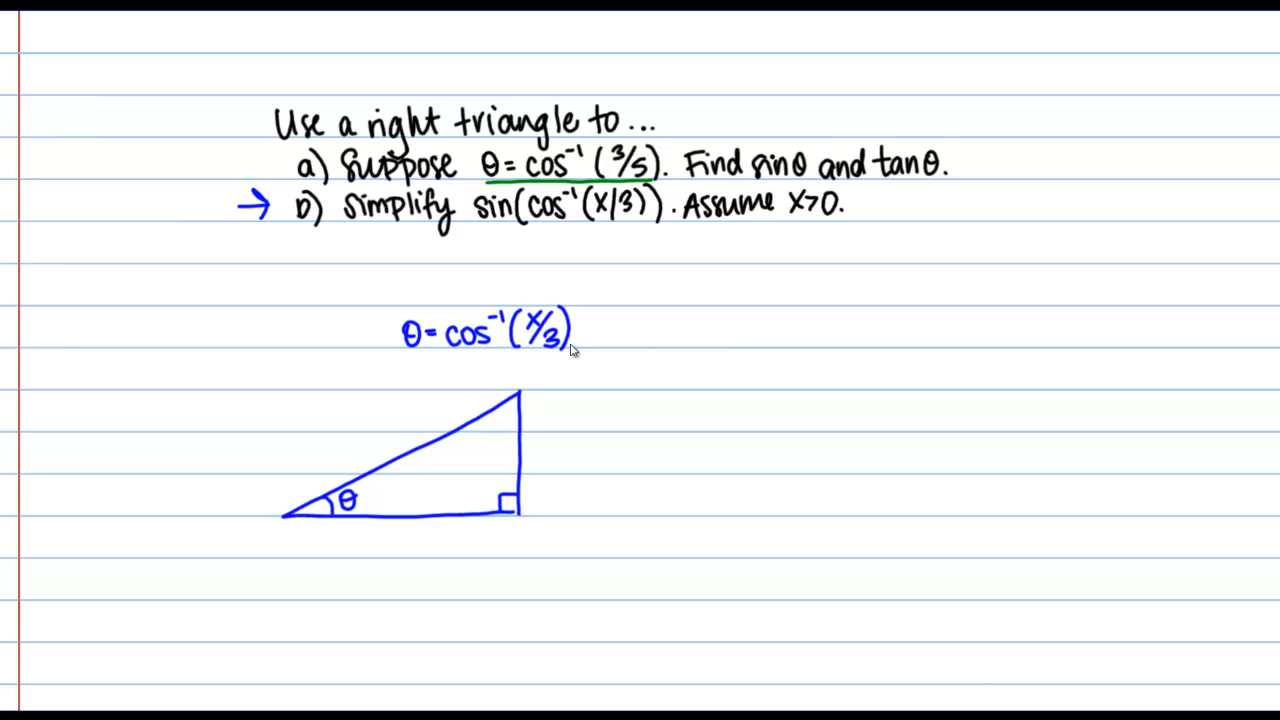 Use a right triangle to...
a) Suppose θ = cos⁻¹ (3/5). Find sinθ and tanθ.
→ b) Simplify sin(cos⁻¹(x/3)). Assume x>0.
θ = cos⁻¹(x/3)
θ